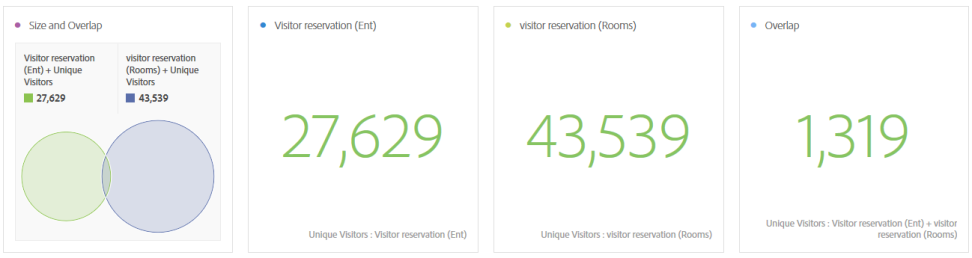 Size and Overlap
Visitor reservation
(Ent) + Unique
Visitors
27,629
visitor reservation
(Rooms) + Unique
Visitors
43,539
Visitor reservation (Ent)
27,629
Unique Visitors : Visitor reservation (Ent)
visitor reservation (Rooms)
43,539
Unique Visitors : visitor reservation (Rooms)
Overlap
1,319
Unique Visitors : Visitor reservation (Ent) + visitor
reservation (Rooms)